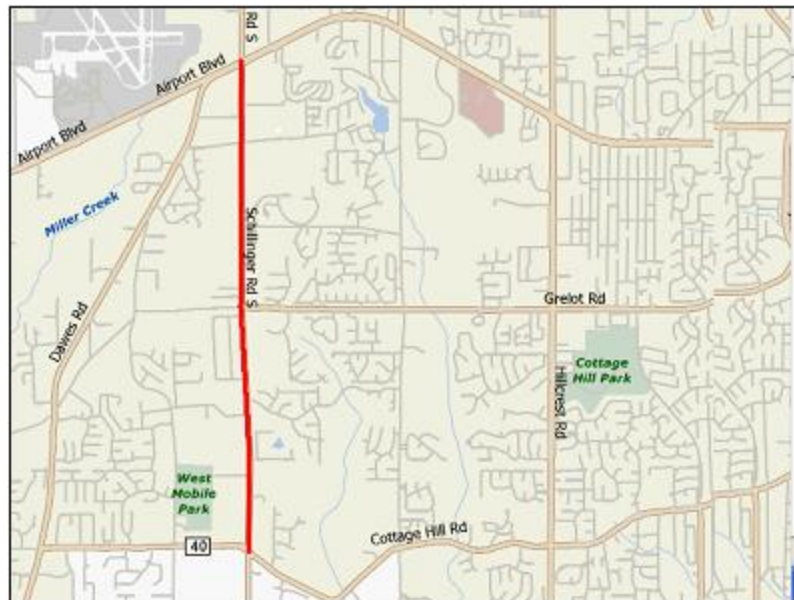 Rd S
Airport Blvd
Airport Blvd
Miller Creek
Schillinger Rd S
Grelot Rd
Dawes Rd
Cottage
Hill Park
Hillcrest Rd
West
Mobile
Park
Cottage Hill Rd
40